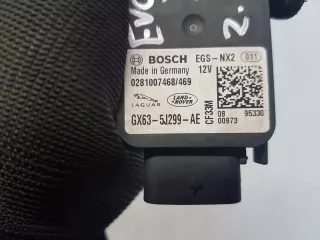 EVO
2.
BOSCH EGS-NX2 011
Made in Germany 12V
0281007468/469
JAGUAR LAND-ROVER
GX63-5J299-AE
CF33M
08 95330
00973